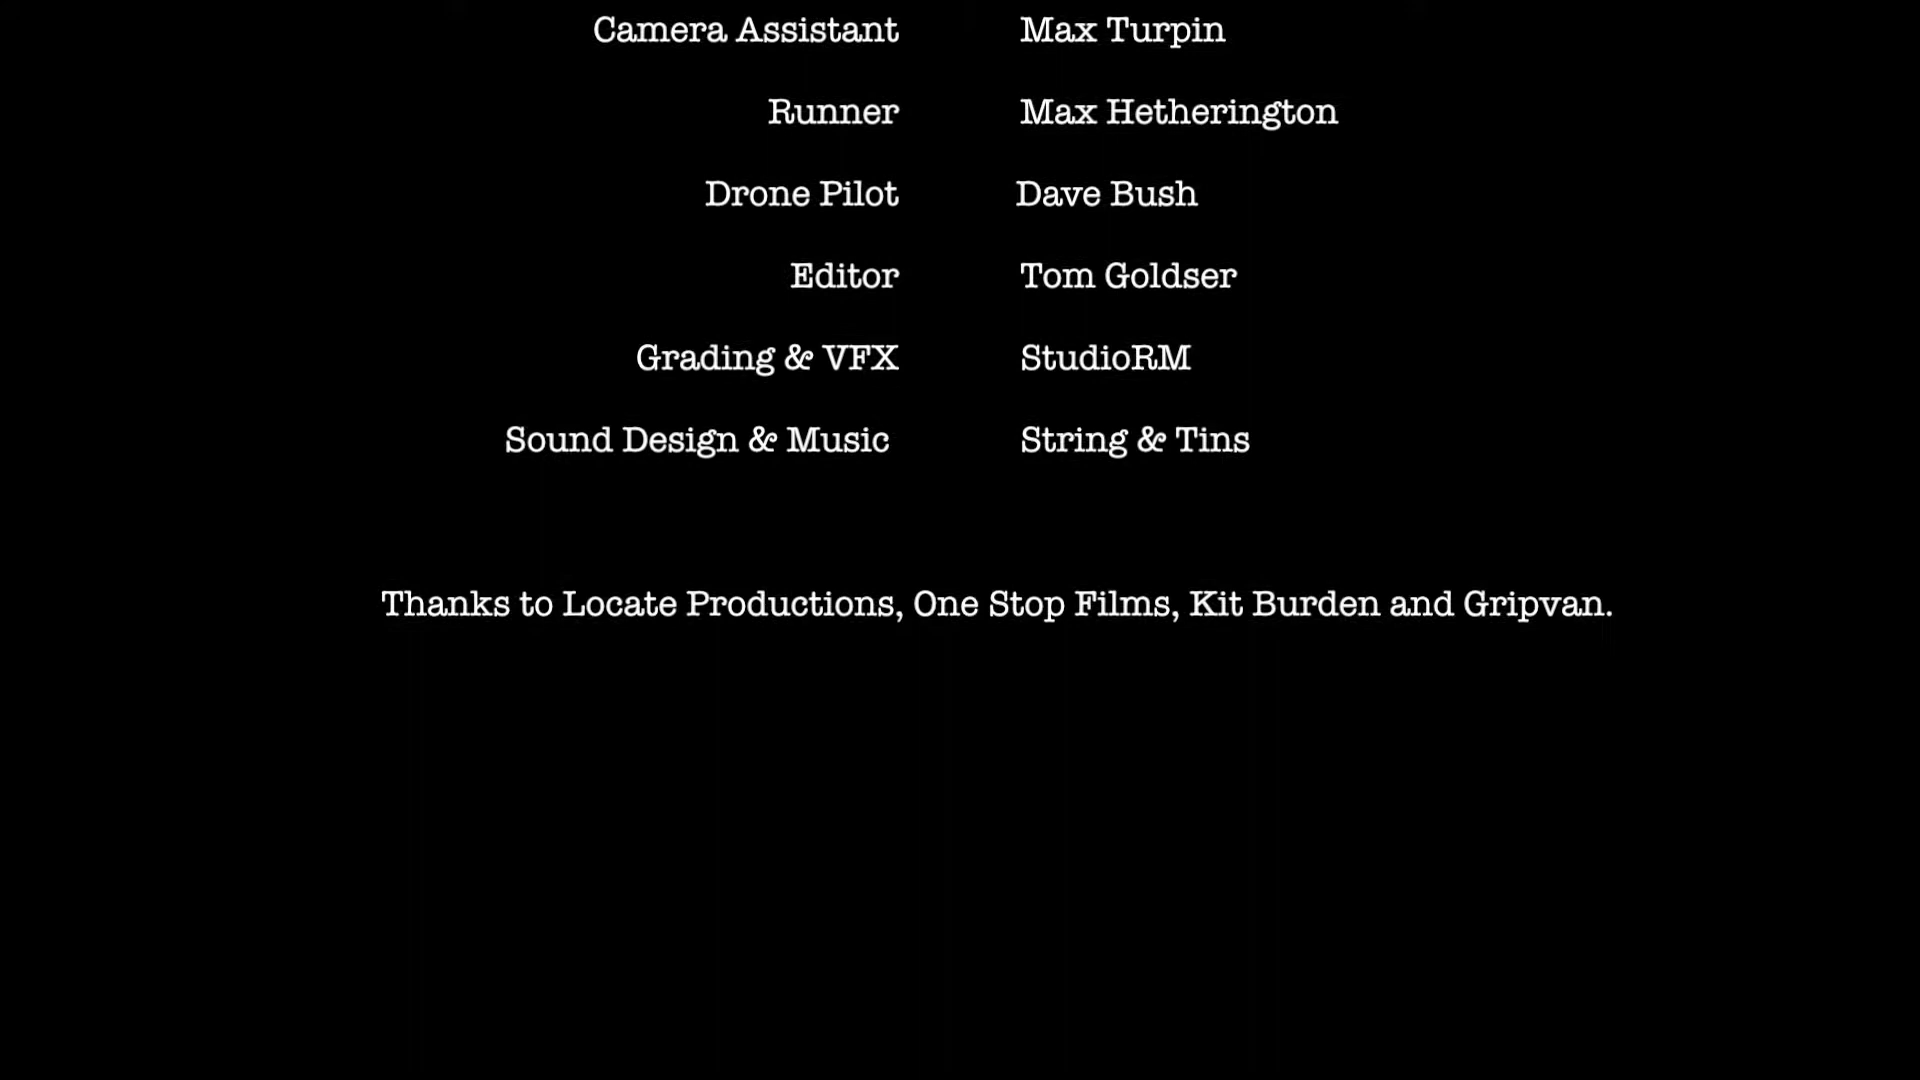 Camera Assistant Max Turpin
Runner Max Hetherington
Drone Pilot Dave Bush
Editor Tom Goldser
Grading & VFX StudioRM
Sound Design & Music String & Tins
Thanks to Locate Productions, One Stop Films, Kit Burden and Gripvan.